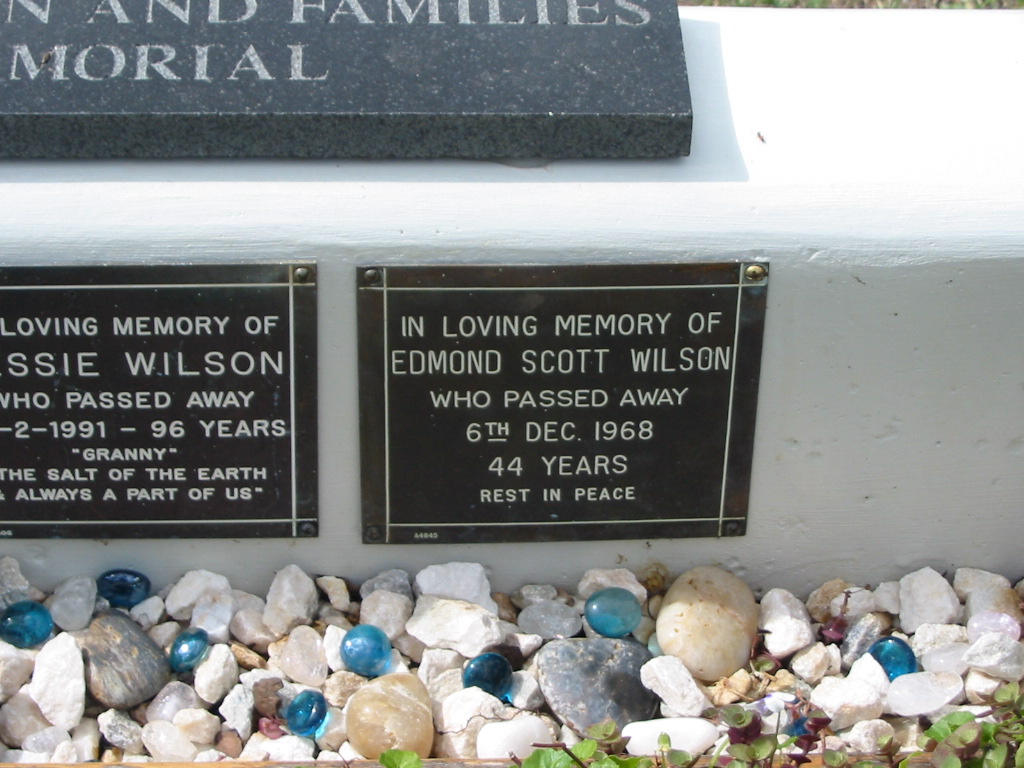 AND FAMILIES
LOVING MEMORY OF
WILSON
WHO PASSED AWAY
-2-1991 - 96 YEARS
"GRANNY"
THE SALT OF THE EARTH
& ALWAYS A PART OF US"
IN LOVING MEMORY OF
EDMOND SCOTT WILSON
WHO PASSED AWAY
6TH DEC. 1968
44 YEARS
REST IN PEACE